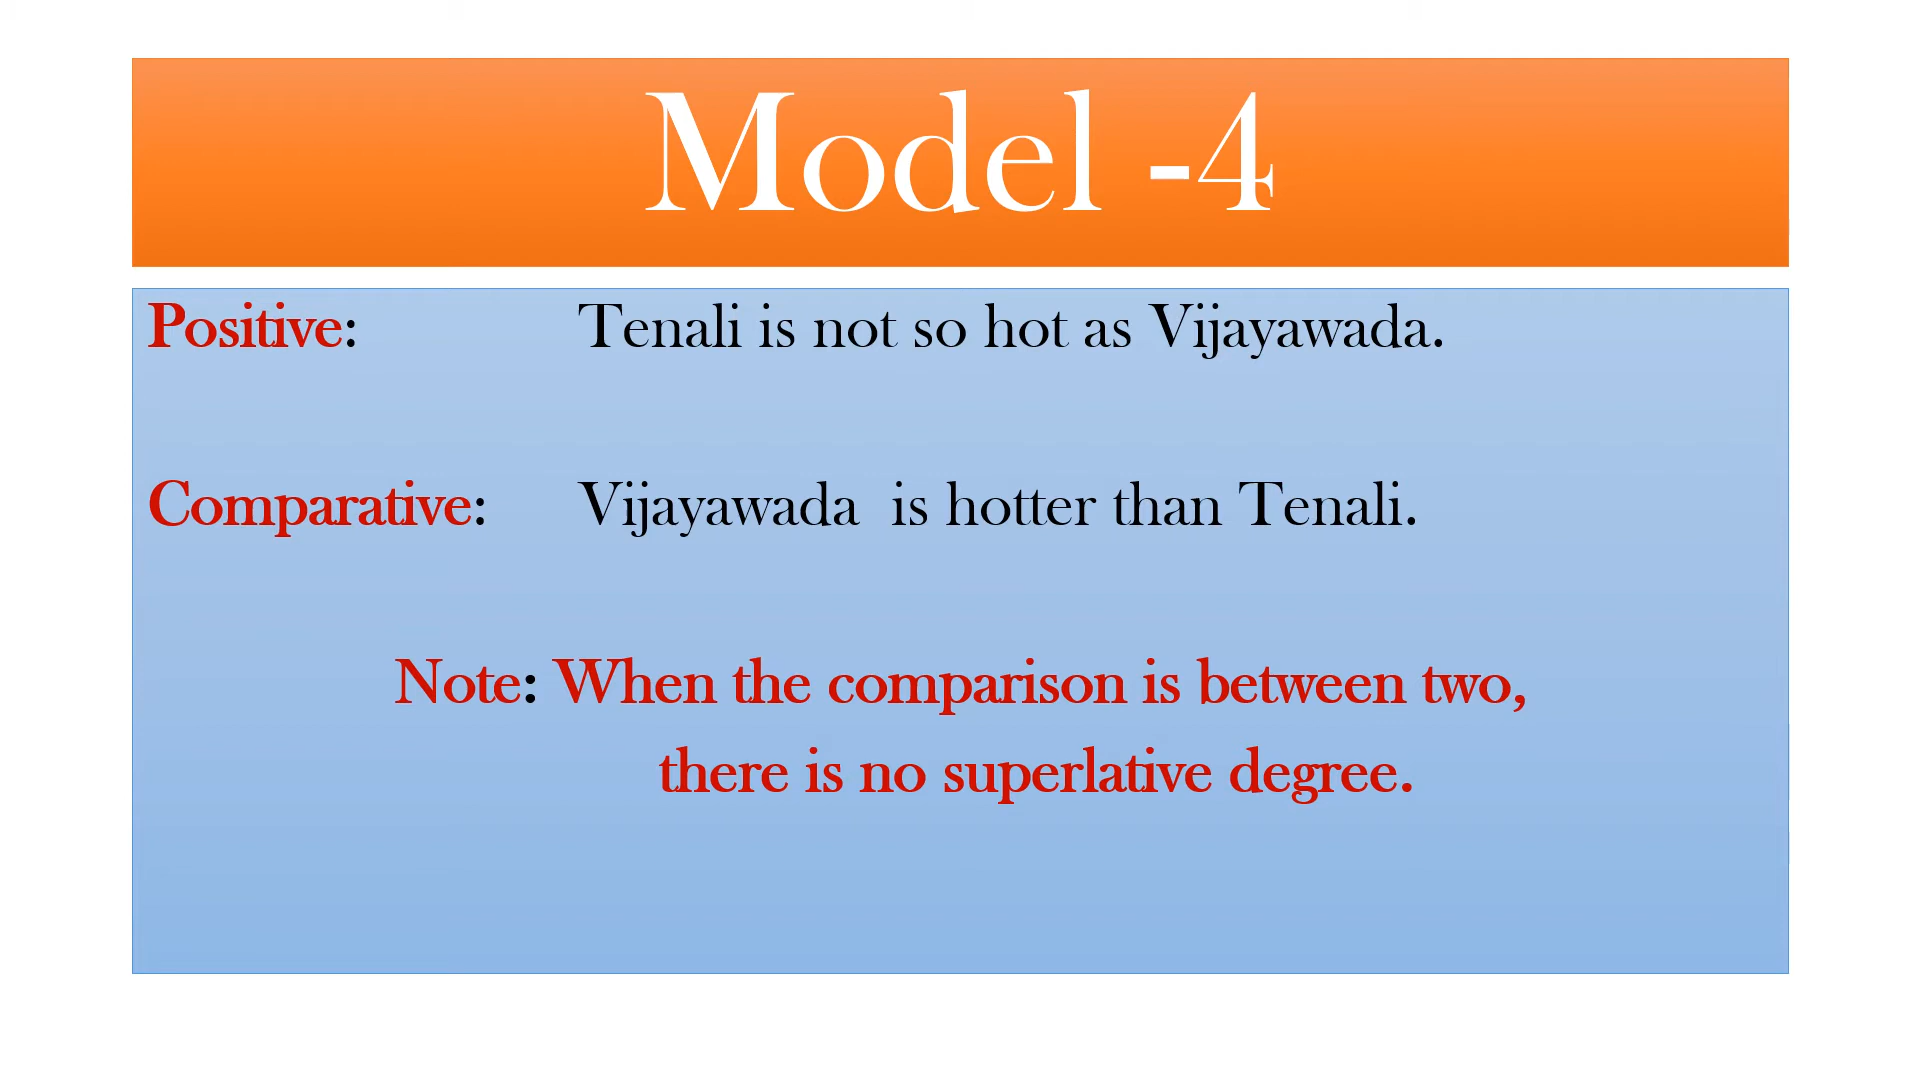 Model -4
Positive: Tenali is not so hot as Vijayawada.
Comparative: Vijayawada is hotter than Tenali.
Note: When the comparison is between two,
there is no superlative degree.